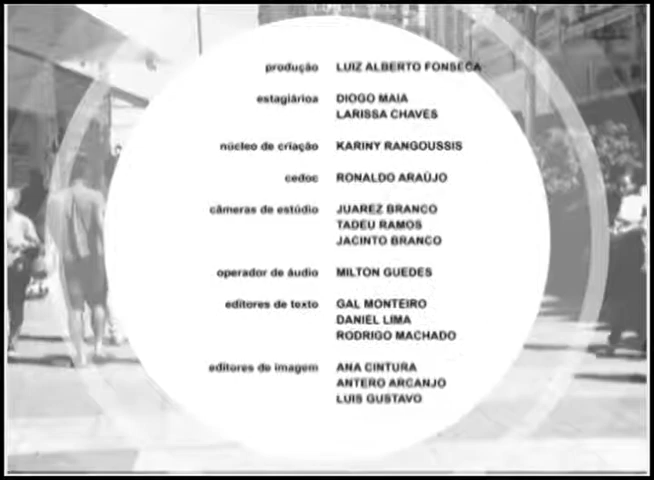 produção LUIZ ALBERTO FONSECA
estagiárioa DIOGO MAIA
LARISSA CHAVES
núcleo de criação KARINY RANGOUSSIS
cedoc RONALDO ARAÚJO
câmeras de estúdio JUAREZ BRANCO
TADEU RAMOS
JACINTO BRANCO
operador de áudio MILTON GUEDES
editores de texto GAL MONTEIRO
DANIEL LIMA
RODRIGO MACHADO
editores de imagem ANA CINTURA
ANTERO ARCANJO
LUIS GUSTAVO